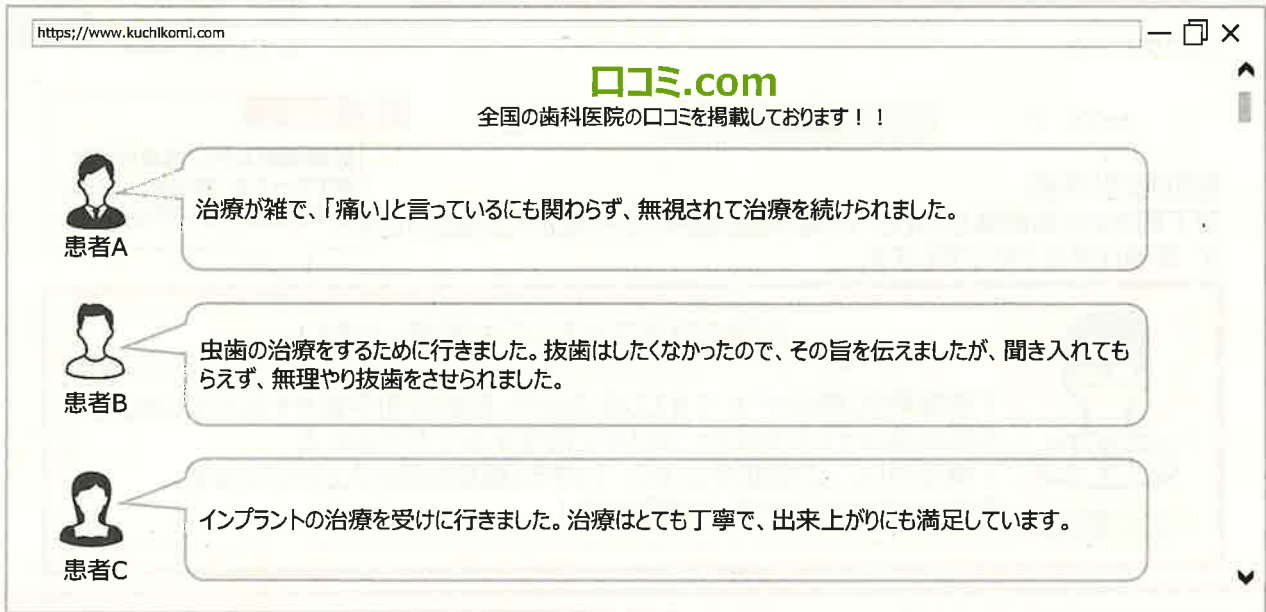 https;//www.kuchlkomi.com
口コミ.com
全国の歯科医院の口コミを掲載しております！！
治療が雑で、「痛い」と言っているにも関わらず、無視されて治療を続けられました。
患者A
虫歯の治療をするために行きました。抜歯はしたくなかったので、その旨を伝えましたが、聞き入れても
らえず、無理やり抜歯をさせられました。
患者B
インプラントの治療を受けに行きました。治療はとても丁寧で、出来上がりにも満足しています。
患者C